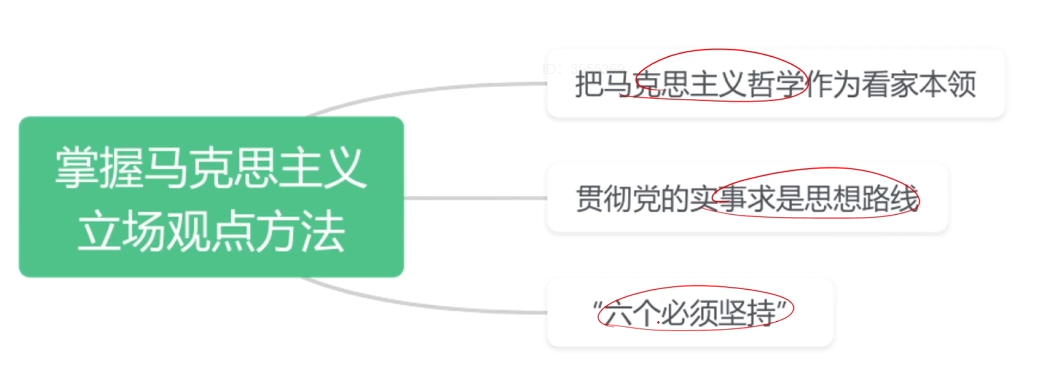 掌握马克思主义
立场观点方法
把马克思主义哲学作为看家本领
贯彻党的实事求是思想路线
“六个必须坚持”